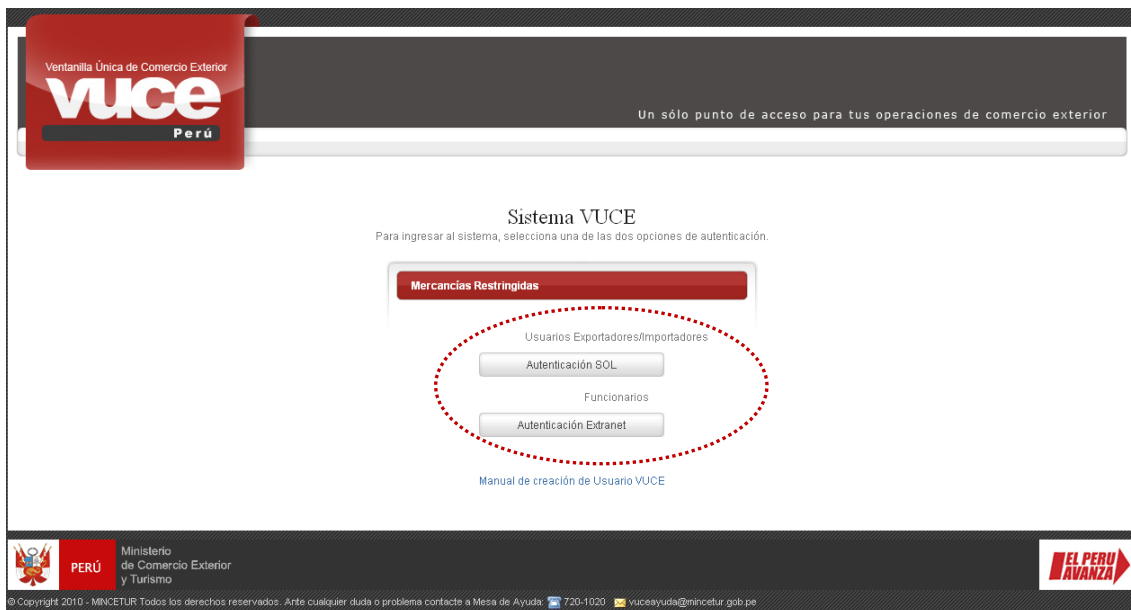 Ventanilla Única de Comercio Exterior
vuce
Perú
Un sólo punto de acceso para tus operaciones de comercio exterior
Sistema VUCE
Para ingresar al sistema, selecciona una de las dos opciones de autenticación.
Mercancías Restringidas
Usuarios Exportadores/Importadores
Autenticación SOL
Funcionarios
Autenticación Extranet
Manual de creación de Usuario VUCE
PERÚ
Ministerio
de Comercio Exterior
y Turismo
EL PERU
AVANZA
© Copyright 2010 - MINCETUR Todos los derechos reservados. Ante cualquier duda o problema contacte a Mesa de Ayuda: 720-1020 vuceayuda@mincetur.gob.pe